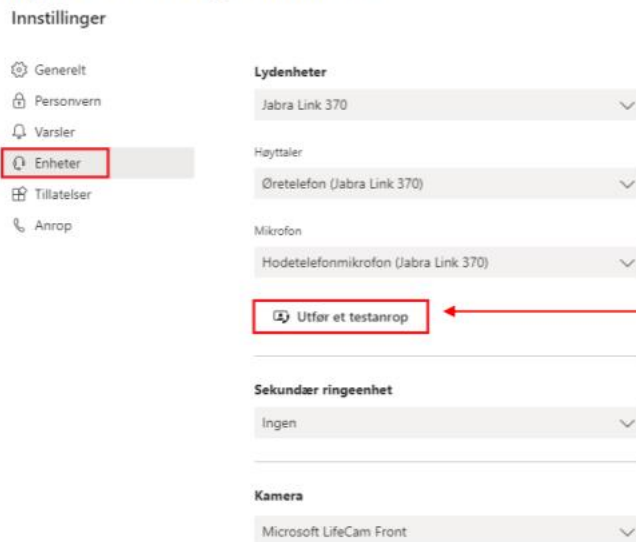 Innstillinger
Generelt
Personvern
Varsler
Enheter
Tillatelser
Anrop
Lydenheter
Jabra Link 370
Høyttaler
Øretelefon (Jabra Link 370)
Mikrofon
Hodetelefonmikrofon (Jabra Link 370)
Utfør et testanrop
Sekundær ringeenhet
Ingen
Kamera
Microsoft LifeCam Front